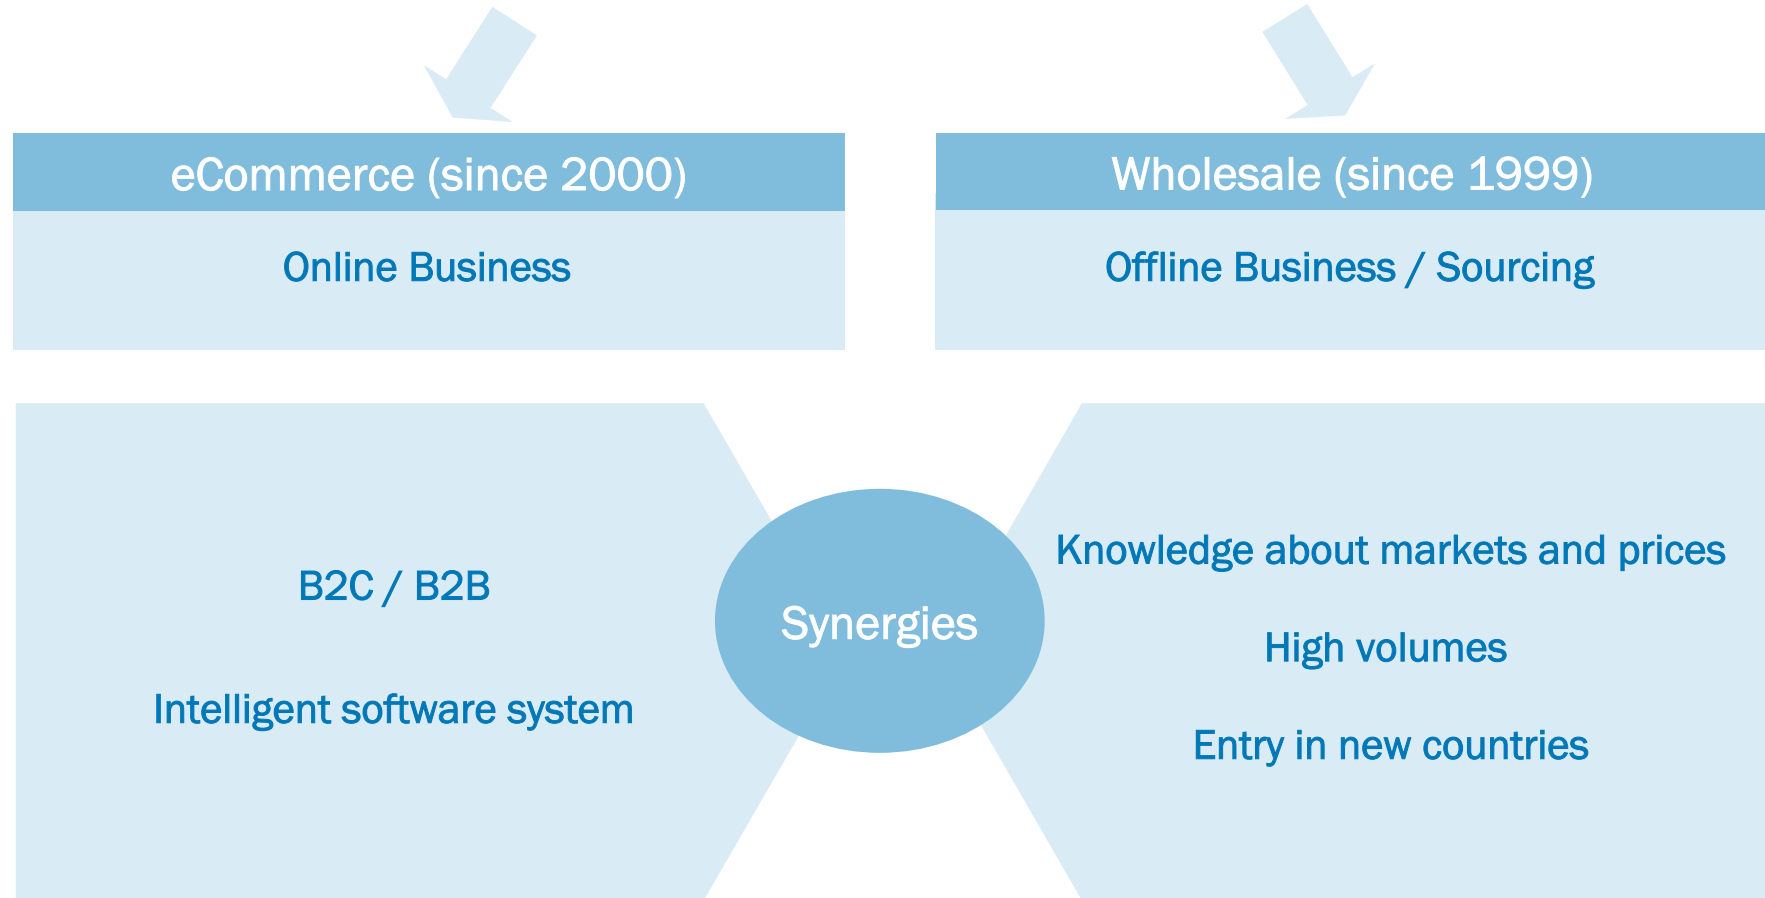 eCommerce (since 2000)
Online Business
Wholesale (since 1999)
Offline Business / Sourcing
B2C / B2B
Intelligent software system
Synergies
Knowledge about markets and prices
High volumes
Entry in new countries